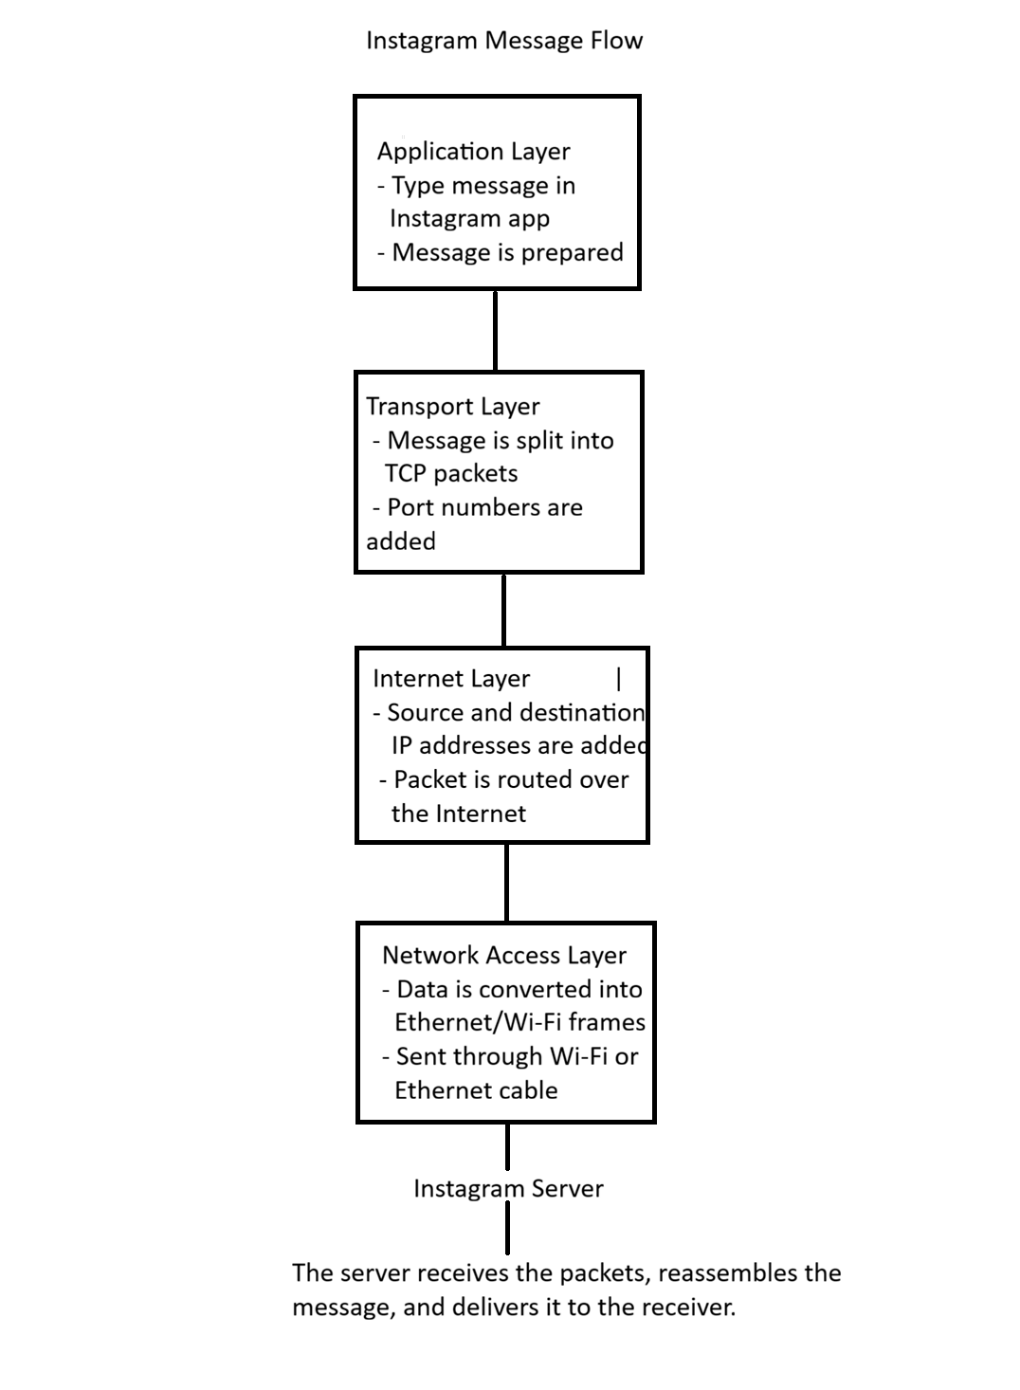 Instagram Message Flow
Application Layer
- Type message in
Instagram app
- Message is prepared
Transport Layer
- Message is split into
TCP packets
- Port numbers are
added
Internet Layer |
- Source and destination
IP addresses are added
- Packet is routed over
the Internet
Network Access Layer
- Data is converted into
Ethernet/Wi-Fi frames
- Sent through Wi-Fi or
Ethernet cable
Instagram Server
The server receives the packets, reassembles the
message, and delivers it to the receiver.